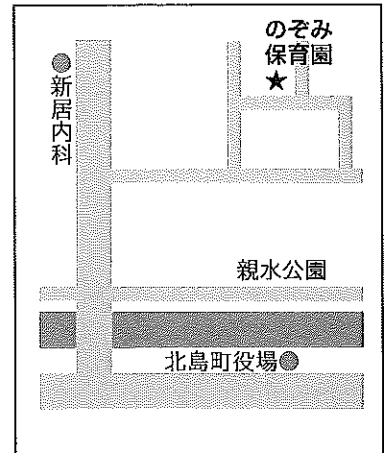 のぞみ
保育園
新居内科
親水公園
北島町役場